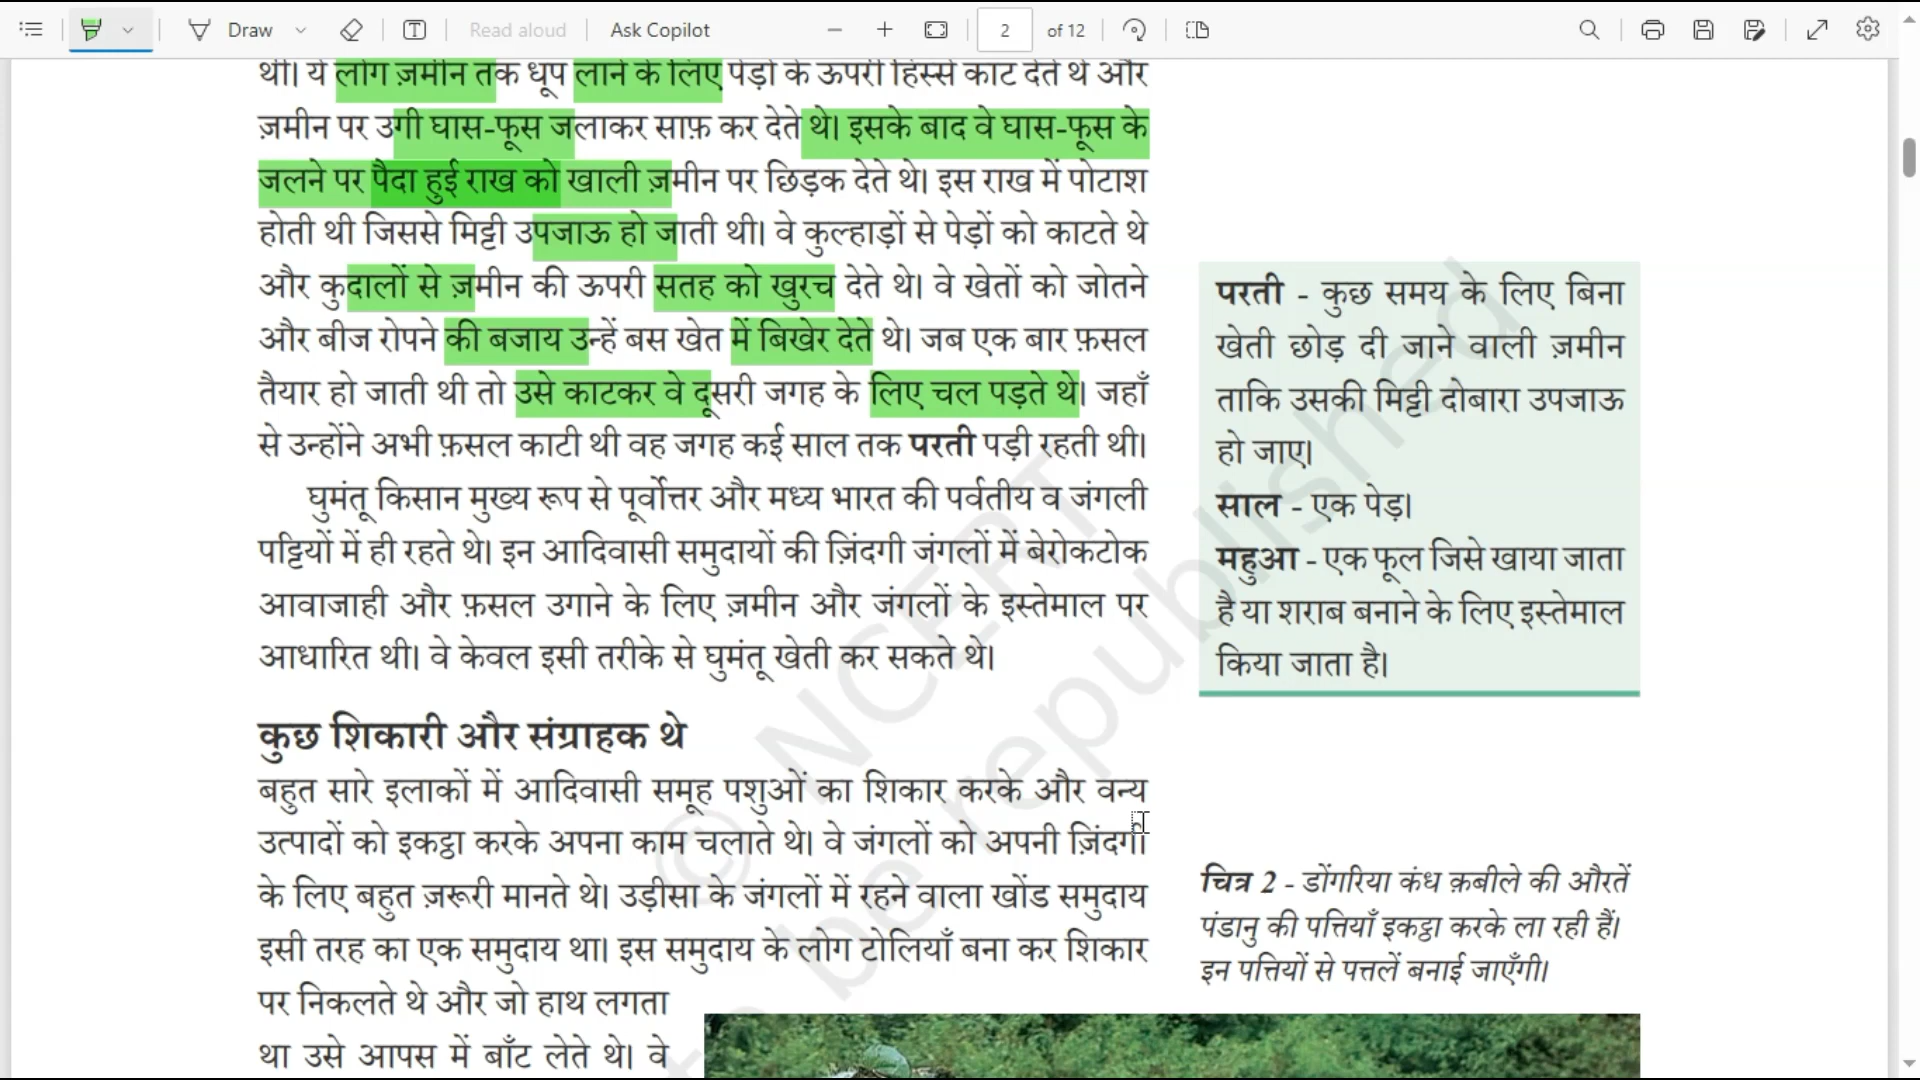 Draw
Read aloud
Ask Copilot
2
of 12
थी। ये लोग ज़मीन तक धूप लाने के लिए पेड़ों के ऊपरी हिस्से काट देते थे और
ज़मीन पर उगी घास-फूस जलाकर साफ़ कर देते थे। इसके बाद वे घास-फूस के
जलने पर पैदा हुई राख को खाली ज़मीन पर छिड़क देते थे। इस राख में पोटाश
होती थी जिससे मिट्टी उपजाऊ हो जाती थी। वे कुल्हाड़ों से पेड़ों को काटते थे
और कुदालों से ज़मीन की ऊपरी सतह को खुरच देते थे। वे खेतों को जोतने
और बीज रोपने की बजाय उन्हें बस खेत में बिखेर देते थे। जब एक बार फ़सल
तैयार हो जाती थी तो उसे काटकर वे दूसरी जगह के लिए चल पड़ते थे। जहाँ
से उन्होंने अभी फ़सल काटी थी वह जगह कई साल तक परती पड़ी रहती थी।
घुमंतू किसान मुख्य रूप से पूर्वोत्तर और मध्य भारत की पर्वतीय व जंगली
पट्टियों में ही रहते थे। इन आदिवासी समुदायों की ज़िंदगी जंगलों में बेरोकटोक
आवाजाही और फ़सल उगाने के लिए ज़मीन और जंगलों के इस्तेमाल पर
आधारित थी। वे केवल इसी तरीके से घुमंतू खेती कर सकते थे।
कुछ शिकारी और संग्राहक थे
बहुत सारे इलाकों में आदिवासी समूह पशुओं का शिकार करके और वन्य
उत्पादों को इकट्ठा करके अपना काम चलाते थे। वे जंगलों को अपनी ज़िंदगी
के लिए बहुत ज़रूरी मानते थे। उड़ीसा के जंगलों में रहने वाला खोंड समुदाय
इसी तरह का एक समुदाय था। इस समुदाय के लोग टोलियाँ बना कर शिकार
पर निकलते थे और जो हाथ लगता
था उसे आपस में बाँट लेते थे। वे
परती - कुछ समय के लिए बिना
खेती छोड़ दी जाने वाली ज़मीन
ताकि उसकी मिट्टी दोबारा उपजाऊ
हो जाए।
साल - एक पेड़।
महुआ - एक फूल जिसे खाया जाता
है या शराब बनाने के लिए इस्तेमाल
किया जाता है।
चित्र 2 - डोंगरिया कंध क़बीले की औरतें
पंडानु की पत्तियाँ इकट्ठा करके ला रही हैं।
इन पत्तियों से पत्तलें बनाई जाएँगी।
© NCERT
be republished